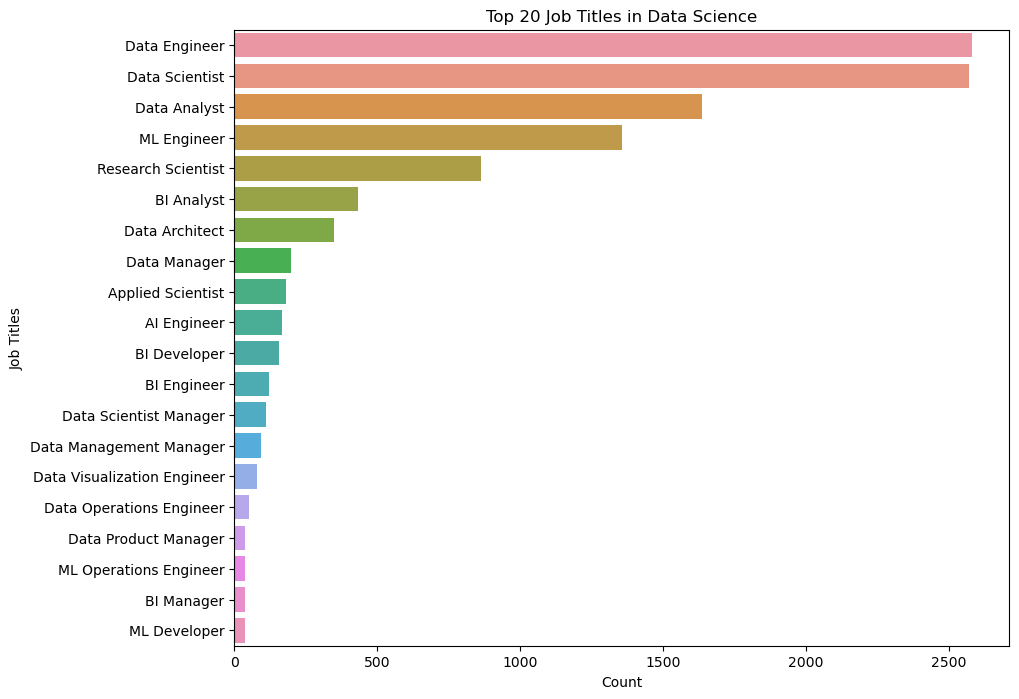 Top 20 Job Titles in Data Science
Job Titles
Data Engineer
Data Scientist
Data Analyst
ML Engineer
Research Scientist
BI Analyst
Data Architect
Data Manager
Applied Scientist
AI Engineer
BI Developer
BI Engineer
Data Scientist Manager
Data Management Manager
Data Visualization Engineer
Data Operations Engineer
Data Product Manager
ML Operations Engineer
BI Manager
ML Developer
0 500 1000 1500 2000 2500
Count